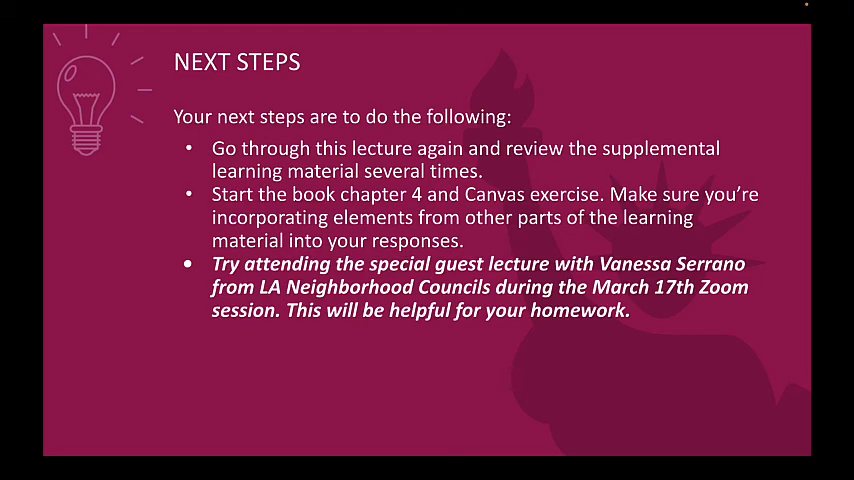 NEXT STEPS
Your next steps are to do the following:
• Go through this lecture again and review the supplemental
learning material several times.
• Start the book chapter 4 and Canvas exercise. Make sure you’re
incorporating elements from other parts of the learning
material into your responses.
• Try attending the special guest lecture with Vanessa Serrano
from LA Neighborhood Councils during the March 17th Zoom
session. This will be helpful for your homework.